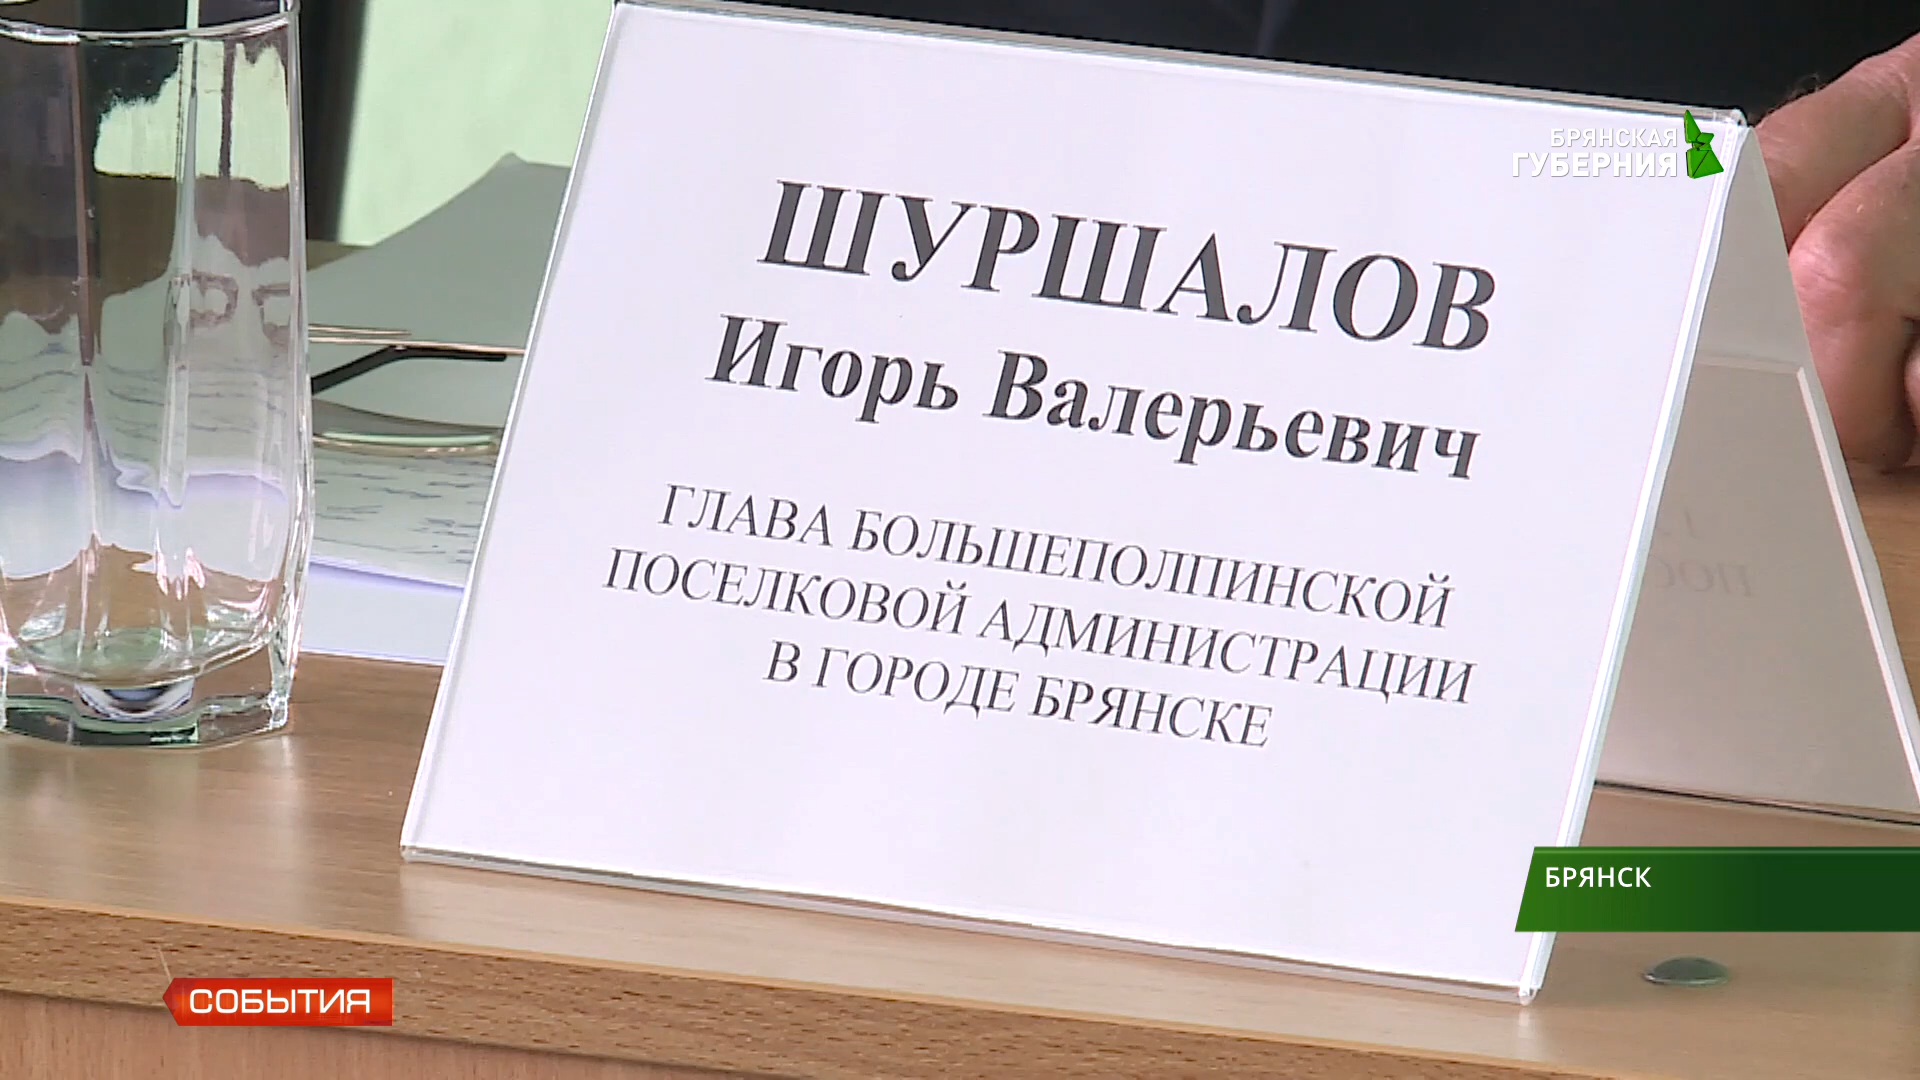 БРЯНСКАЯ
ГУБЕРНИЯ
ШУРШАЛОВ
Игорь Валерьевич
ГЛАВА БОЛЬШЕПОЛПИНСКОЙ
ПОСЕЛКОВОЙ АДМИНИСТРАЦИИ
В ГОРОДЕ БРЯНСКЕ
БРЯНСК
СОБЫТИЯ